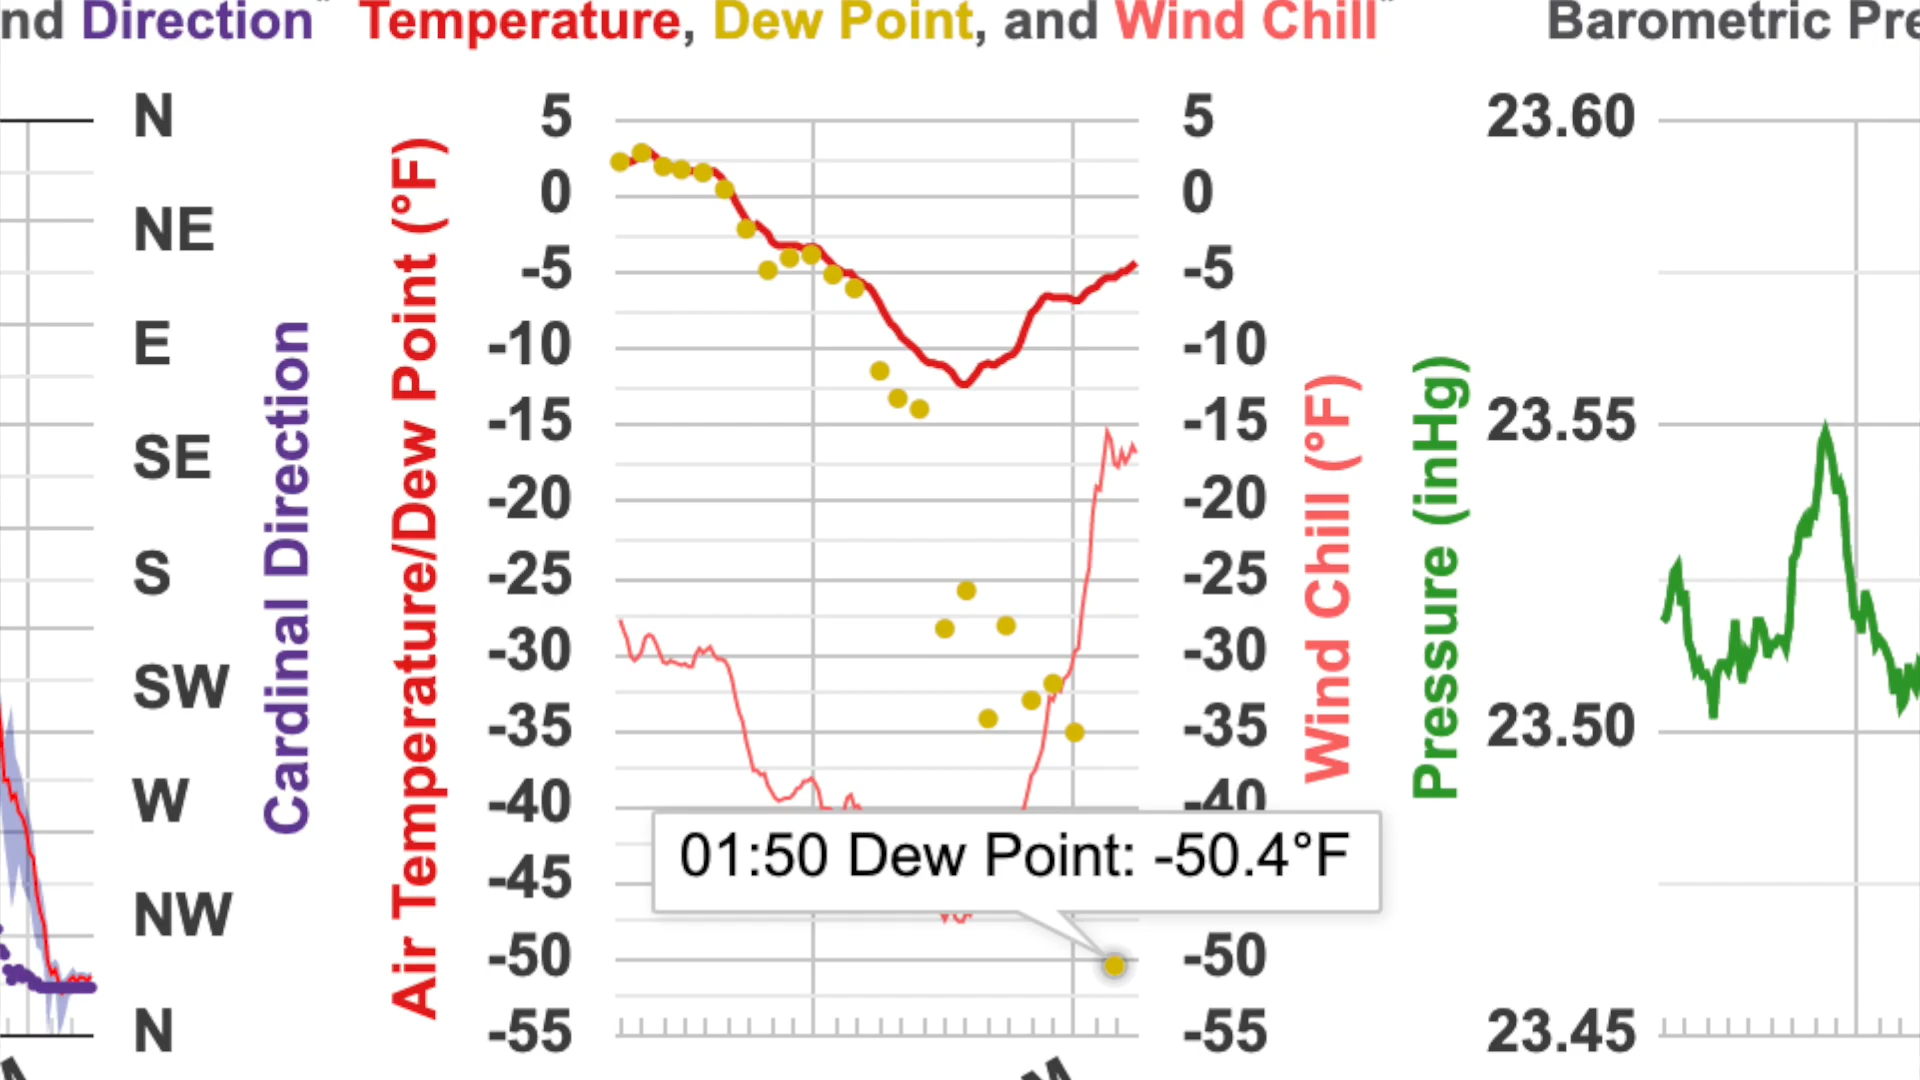 nd Direction*
Temperature, Dew Point, and Wind Chill*
Barometric Pre
N
NE
E
SE
S
SW
W
NW
N
Cardinal Direction
Air Temperature/Dew Point (°F)
5
0
-5
-10
-15
-20
-25
-30
-35
-40
-45
-50
-55
01:50 Dew Point: -50.4°F
5
0
-5
-10
-15
-20
-25
-30
-35
-40
-50
-55
Wind Chill (°F)
Pressure (inHg)
23.60
23.55
23.50
23.45